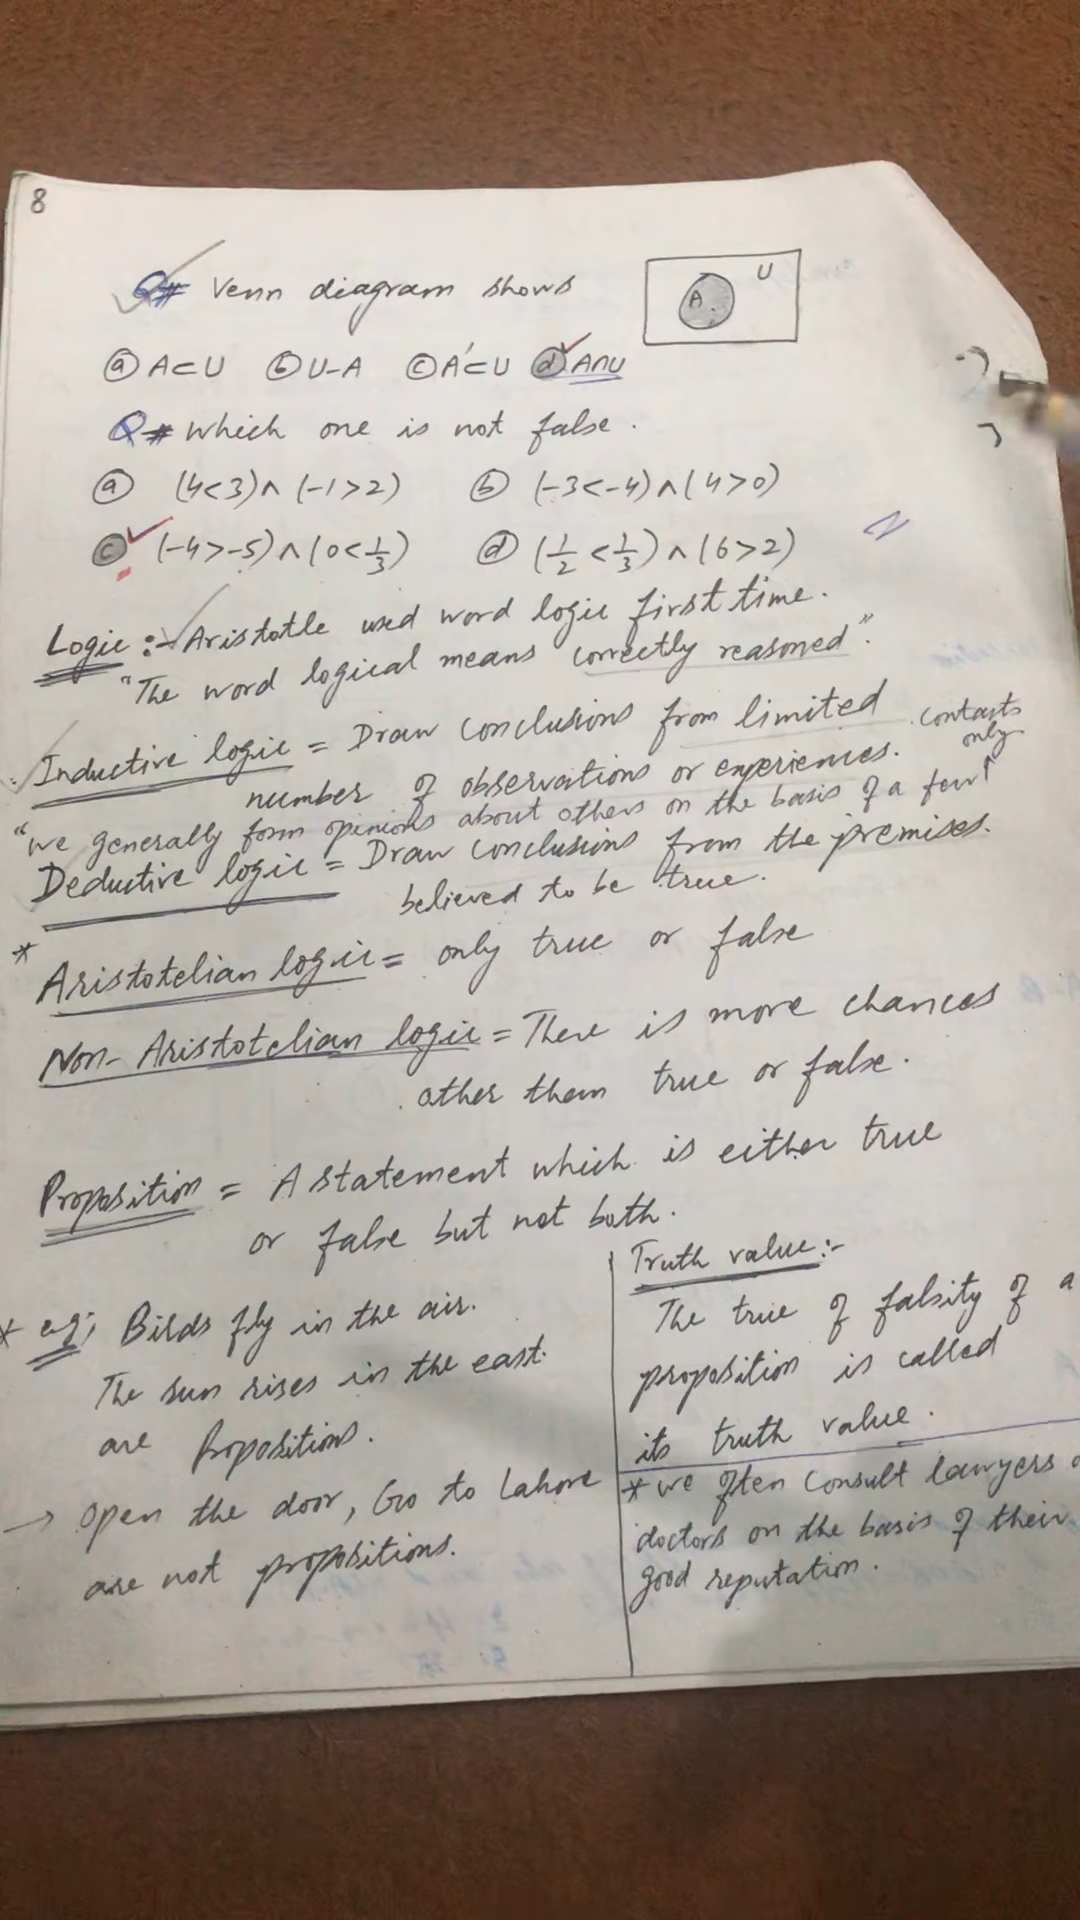 8
Q# Venn diagram shows
A U
ⓐ A⊂U ⓑ U-A ⓒ A′⊂U ⓓ A∩U
Q# which one is not false.
ⓐ (4<3)∧(-1>2) ⓑ (-3<-4)∧(4>0)
ⓒ (-4>-5)∧(0<1/3) ⓓ (1/2<1/3)∧(6>2)
Logic:- Aristotle used word logic first time.
"The word logical means correctly reasoned".
Inductive logic = Draw conclusions from limited
number of observations or experiences.
"we generally form opinions about others on the basis of a few contacts only
Deductive logic = Draw conclusions from the premises.
believed to be true.
* Aristotelian logic = only true or false
Non-Aristotelian logic = There is more chances
other them true or false.
Proposition = A statement which is either true
or false but not both.
* e.g; Birds fly in the air.
The sun rises in the east.
are Propositions.
→ Open the door, Go to Lahore
are not propositions.
Truth value:-
The true of falsity of a
proposition is called
its truth value.
* we often consult lawyers
doctors on the basis of their
good reputation.